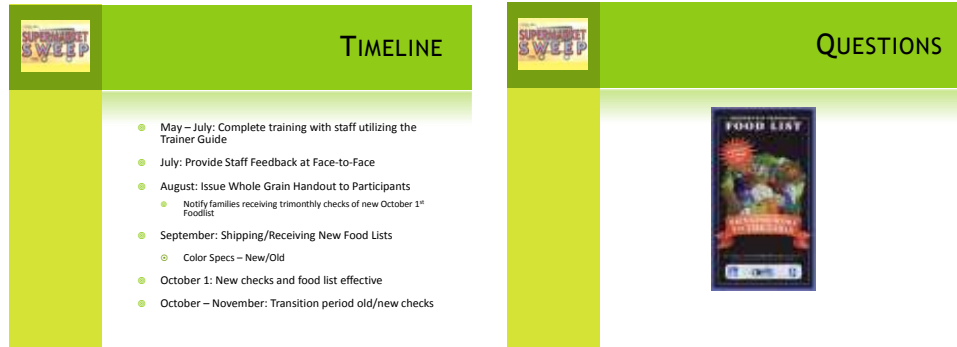 SUPERMARKET
SWEEP
TIMELINE
May – July: Complete training with staff utilizing the
Trainer Guide
July: Provide Staff Feedback at Face-to-Face
August: Issue Whole Grain Handout to Participants
Notify families receiving trimonthly checks of new October 1st
Foodlist
September: Shipping/Receiving New Food Lists
Color Specs – New/Old
October 1: New checks and food list effective
October – November: Transition period old/new checks
SUPERMARKET
SWEEP
QUESTIONS
FOOD LIST